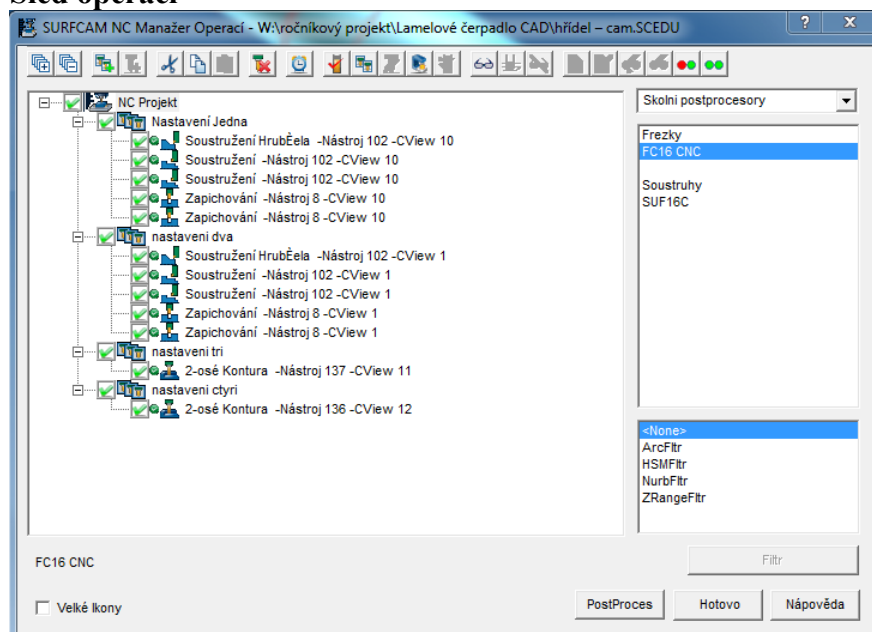 Sled operací
SURFCAM NC Manažer Operací - W:\ročníkový projekt\Lamelové čerpadlo CAD\hřídel – cam.SCEDU
NC Projekt
Nastavení Jedna
Soustružení HrubÈela -Nástroj 102 -CView 10
Soustružení -Nástroj 102 -CView 10
Soustružení -Nástroj 102 -CView 10
Zapichování -Nástroj 8 -CView 10
Zapichování -Nástroj 8 -CView 10
nastaveni dva
Soustružení HrubÈela -Nástroj 102 -CView 1
Soustružení -Nástroj 102 -CView 1
Soustružení -Nástroj 102 -CView 1
Zapichování -Nástroj 8 -CView 1
Zapichování -Nástroj 8 -CView 1
nastaveni tri
2-osé Kontura -Nástroj 137 -CView 11
nastaveni ctyri
2-osé Kontura -Nástroj 136 -CView 12
Skolni postprocesory
Frezky
FC16 CNC
Soustruhy
SUF16C
<None>
ArcFltr
HSMFltr
NurbFltr
ZRangeFltr
FC16 CNC
Filtr
Velké Ikony
PostProces
Hotovo
Nápověda